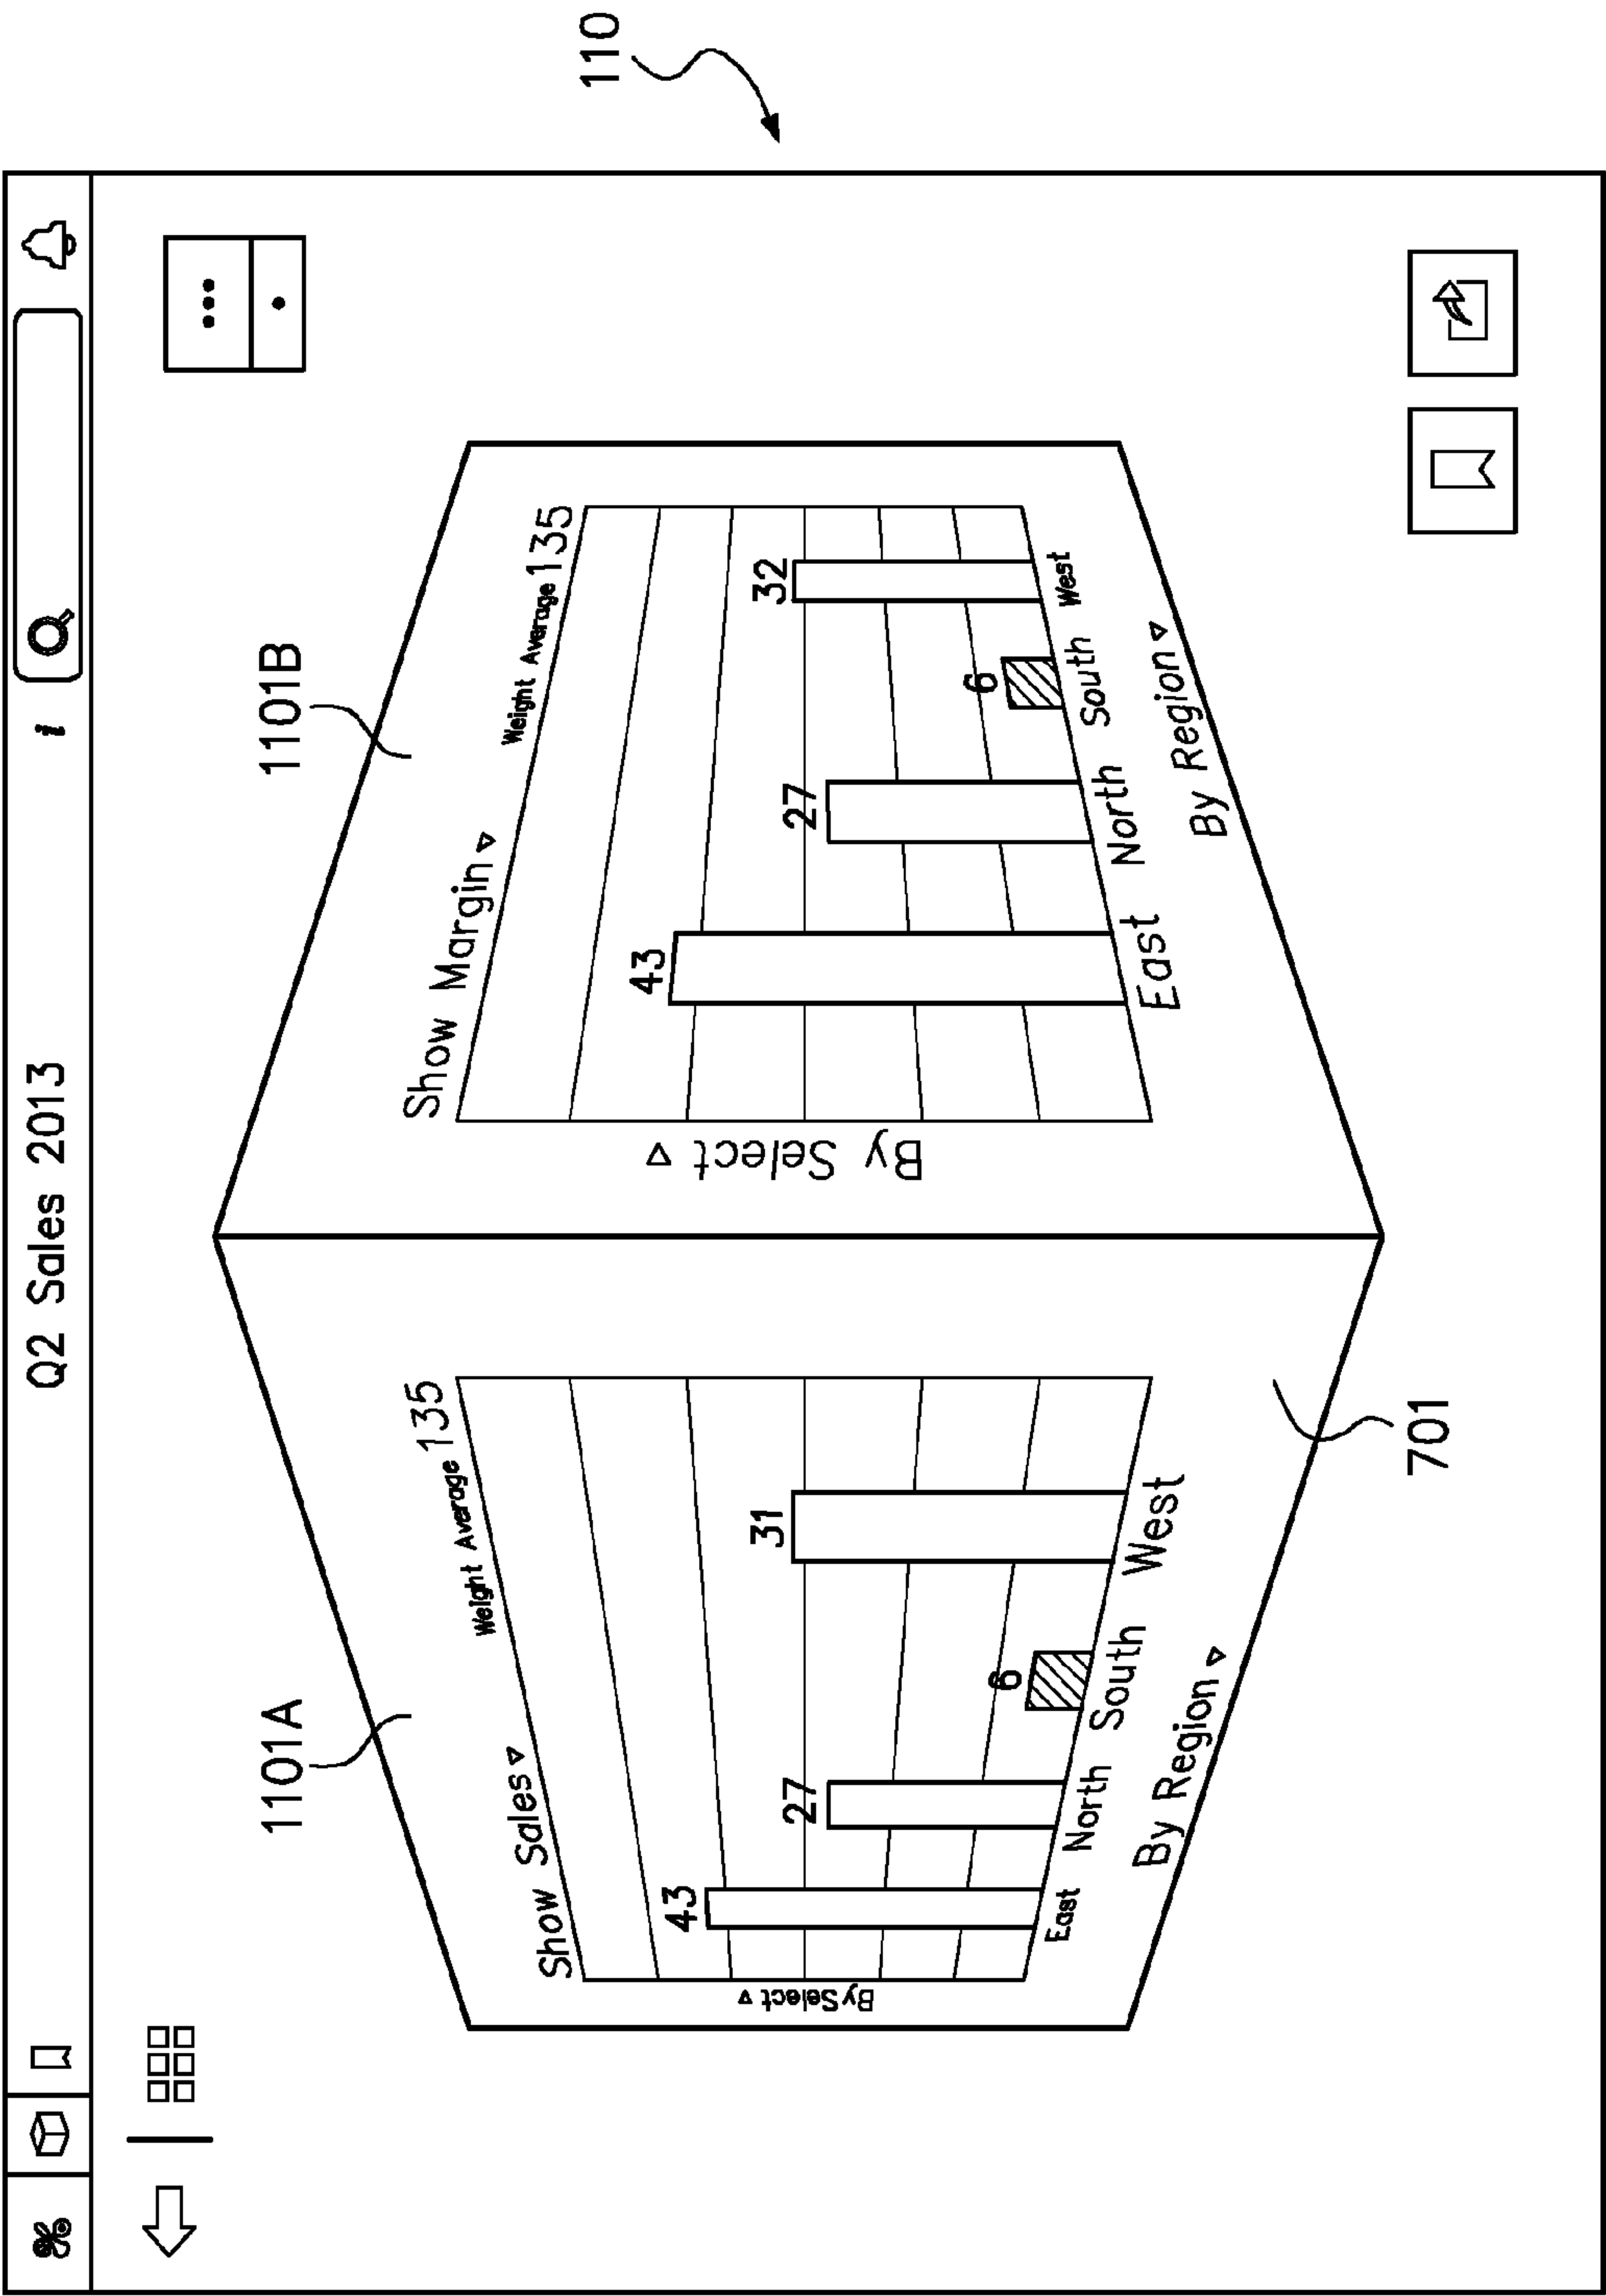 Q2 Sales 2013
i
110
1101A
1101B
Show Sales
Weight Average 135
By Select
43
27
6
31
East
North
South
West
By Region
Show Margin
Weight Average 135
By Select
43
27
6
32
East
North
South
West
By Region
701